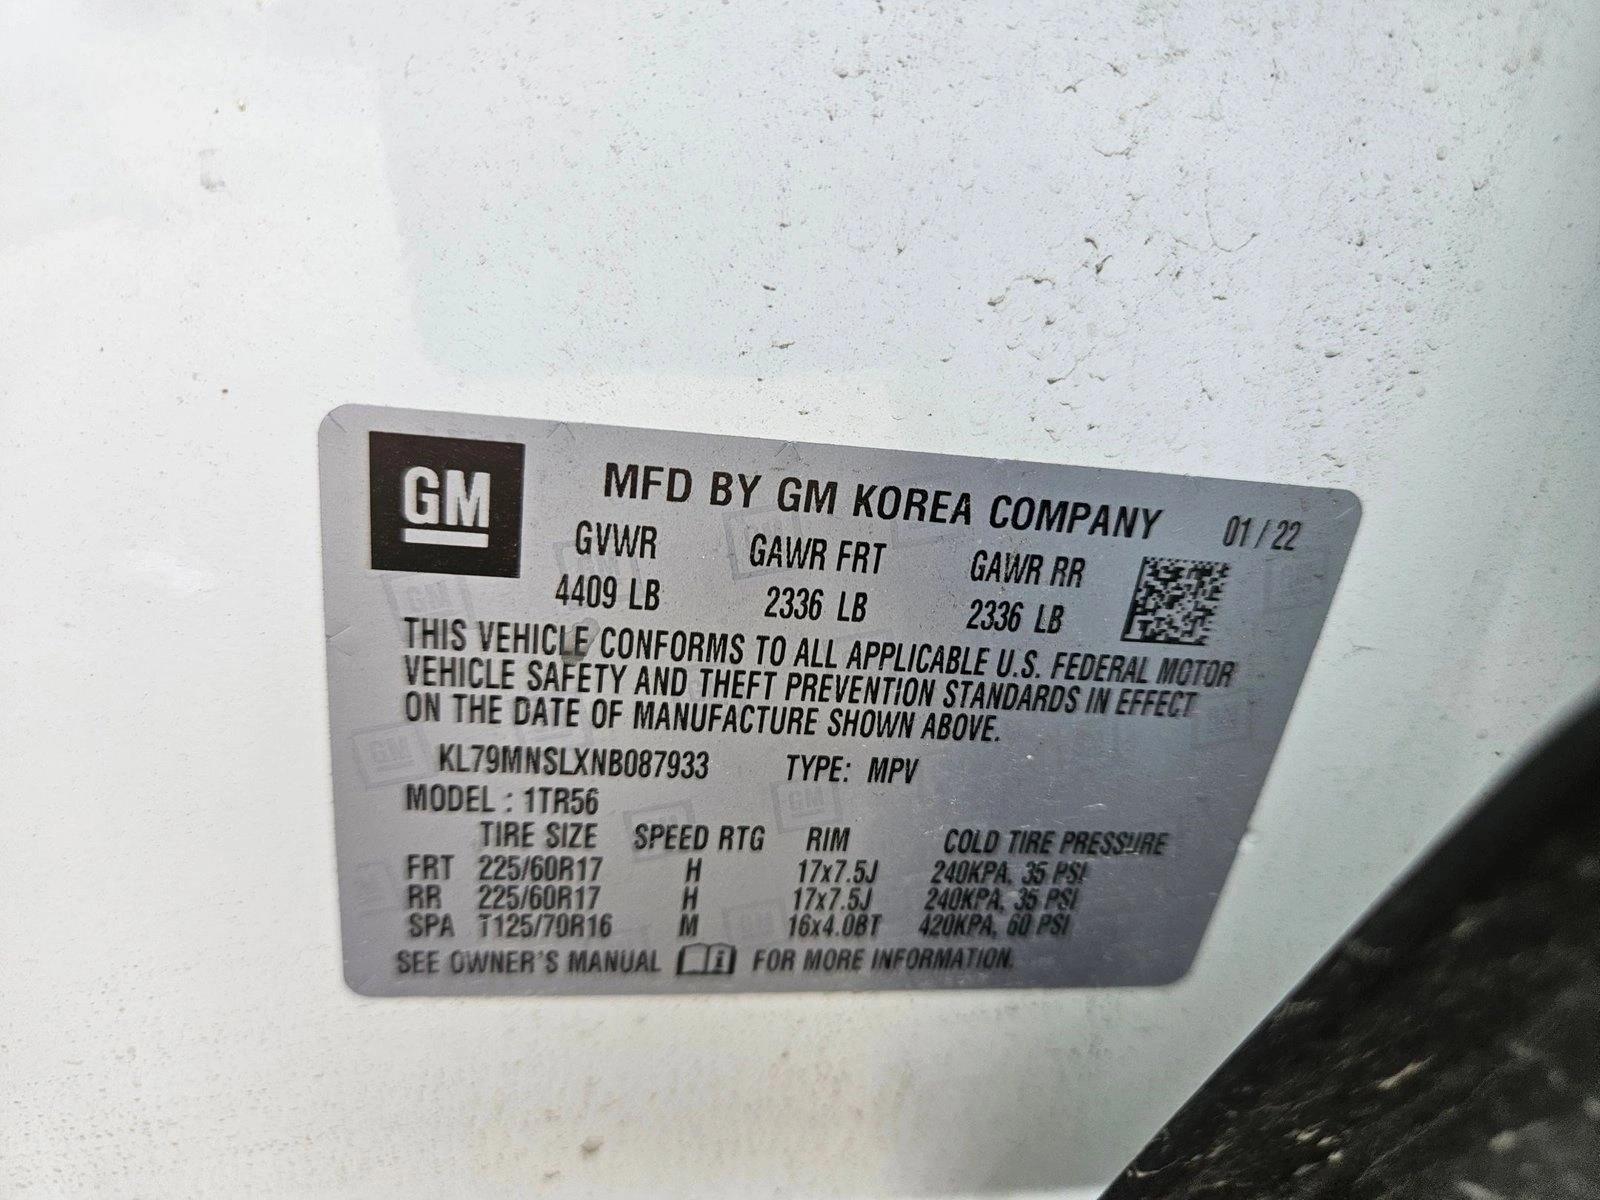 GM
MFD BY GM KOREA COMPANY 01/22
GVWR GAWR FRT GAWR RR
4409 LB 2336 LB 2336 LB
THIS VEHICLE CONFORMS TO ALL APPLICABLE U.S. FEDERAL MOTOR
VEHICLE SAFETY AND THEFT PREVENTION STANDARDS IN EFFECT
ON THE DATE OF MANUFACTURE SHOWN ABOVE.
KL79MNSLXNB087933 TYPE: MPV
MODEL : 1TR56
TIRE SIZE SPEED RTG RIM COLD TIRE PRESSURE
FRT 225/60R17 H 17x7.5J 240KPA, 35 PSI
RR 225/60R17 H 17x7.5J 240KPA, 35 PSI
SPA T125/70R16 M 16x4.0BT 420KPA, 60 PSI
SEE OWNER'S MANUAL i FOR MORE INFORMATION.